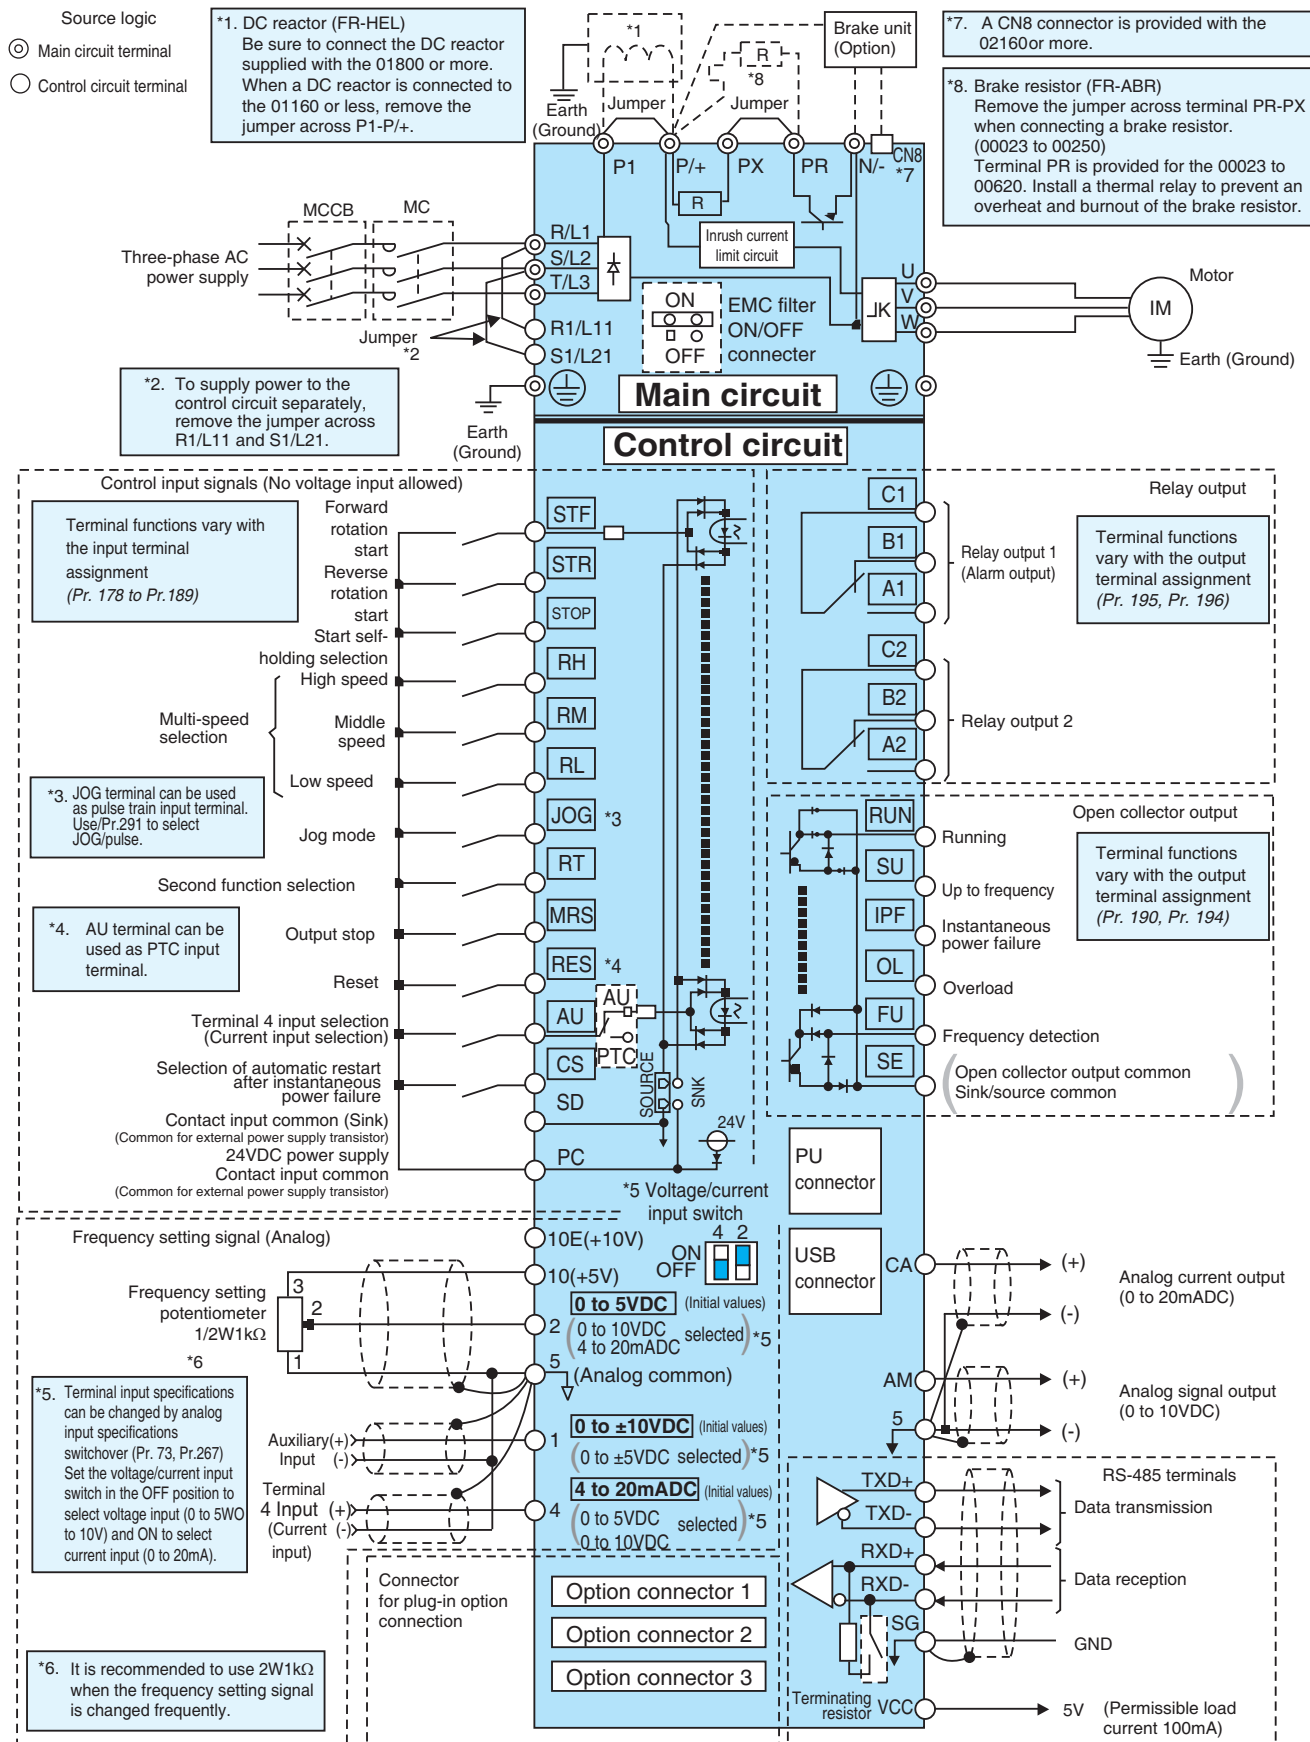 Source logic
Main circuit terminal
Control circuit terminal
*1. DC reactor (FR-HEL)
Be sure to connect the DC reactor
supplied with the 01800 or more.
When a DC reactor is connected to
the 01160 or less, remove the
jumper across P1-P/+.
*1
Earth
(Ground)
Jumper
R
*8
Jumper
Brake unit
(Option)
*7. A CN8 connector is provided with the
02160or more.
*8. Brake resistor (FR-ABR)
Remove the jumper across terminal PR-PX
when connecting a brake resistor.
(00023 to 00250)
Terminal PR is provided for the 00023 to
00620. Install a thermal relay to prevent an
overheat and burnout of the brake resistor.
P1
P/+
PX
PR
N/-
CN8
*7
R
Inrush current
limit circuit
MCCB
MC
Three-phase AC
power supply
R/L1
S/L2
T/L3
R1/L11
S1/L21
Jumper
*2
ON
OFF
EMC filter
ON/OFF
connecter
U
V
W
Motor
IM
Earth (Ground)
*2. To supply power to the
control circuit separately,
remove the jumper across
R1/L11 and S1/L21.
Earth
(Ground)
Main circuit
Control circuit
Control input signals (No voltage input allowed)
Terminal functions vary with
the input terminal
assignment
(Pr. 178 to Pr.189)
Forward
rotation
start
Reverse
rotation
start
Start self-
holding selection
Multi-speed
selection
High speed
Middle
speed
Low speed
*3. JOG terminal can be used
as pulse train input terminal.
Use/Pr.291 to select
JOG/pulse.
Jog mode
Second function selection
*4. AU terminal can be
used as PTC input
terminal.
Output stop
Reset
Terminal 4 input selection
(Current input selection)
Selection of automatic restart
after instantaneous
power failure
Contact input common (Sink)
(Common for external power supply transistor)
24VDC power supply
Contact input common
(Common for external power supply transistor)
STF
STR
STOP
RH
RM
RL
JOG *3
RT
MRS
RES *4
AU
AU
PTC
CS
SD
PC
SOURCE
SNK
24V
Relay output
C1
B1
A1
Relay output 1
(Alarm output)
Terminal functions
vary with the output
terminal assignment
(Pr. 195, Pr. 196)
C2
B2
A2
Relay output 2
Open collector output
RUN
Running
SU
Up to frequency
IPF
Instantaneous
power failure
OL
Overload
FU
Frequency detection
SE
Open collector output common
Sink/source common
Terminal functions
vary with the output
terminal assignment
(Pr. 190, Pr. 194)
PU
connector
USB
connector
*5 Voltage/current
input switch
4 2
ON
OFF
Frequency setting signal (Analog)
10E(+10V)
10(+5V)
Frequency setting
potentiometer
1/2W1kΩ
*6
3
2
1
2
0 to 5VDC (Initial values)
(0 to 10VDC
4 to 20mADC selected) *5
5
(Analog common)
*5. Terminal input specifications
can be changed by analog
input specifications
switchover (Pr. 73, Pr.267)
Set the voltage/current input
switch in the OFF position to
select voltage input (0 to 5WO
to 10V) and ON to select
current input (0 to 20mA).
Auxiliary(+)
Input (-)
1
0 to ±10VDC (Initial values)
(0 to ±5VDC selected) *5
Terminal
4 Input (+)
(Current (-)
input)
4
4 to 20mADC (Initial values)
(0 to 5VDC
0 to 10VDC selected) *5
CA
(+)
(-)
Analog current output
(0 to 20mADC)
AM
5
(+)
(-)
Analog signal output
(0 to 10VDC)
RS-485 terminals
TXD+
TXD-
Data transmission
RXD+
RXD-
Data reception
SG
GND
Terminating
resistor
VCC
5V
(Permissible load
current 100mA)
Connector
for plug-in option
connection
Option connector 1
Option connector 2
Option connector 3
*6. It is recommended to use 2W1kΩ
when the frequency setting signal
is changed frequently.